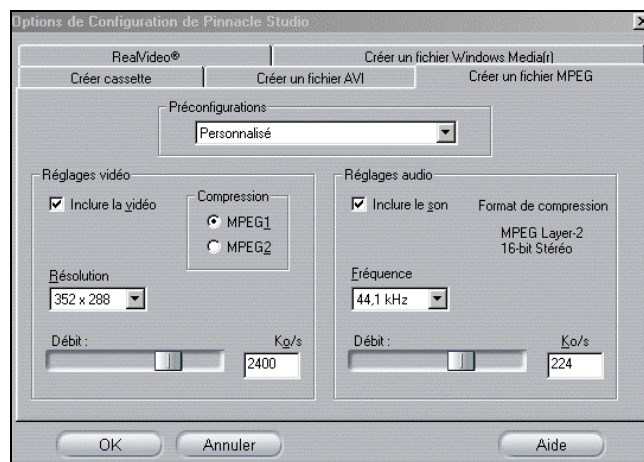 Options de Configuration de Pinnacle Studio
RealVideo®
Créer un fichier Windows Media(r)
Créer cassette
Créer un fichier AVI
Créer un fichier MPEG
Préconfigurations
Personnalisé
Réglages vidéo
Inclure la vidéo
Compression
MPEG1
MPEG2
Résolution
352 x 288
Débit :
Ko/s
2400
Réglages audio
Inclure le son
Format de compression
MPEG Layer-2
16-bit Stéréo
Fréquence
44,1 kHz
Débit :
Ko/s
224
OK
Annuler
Aide